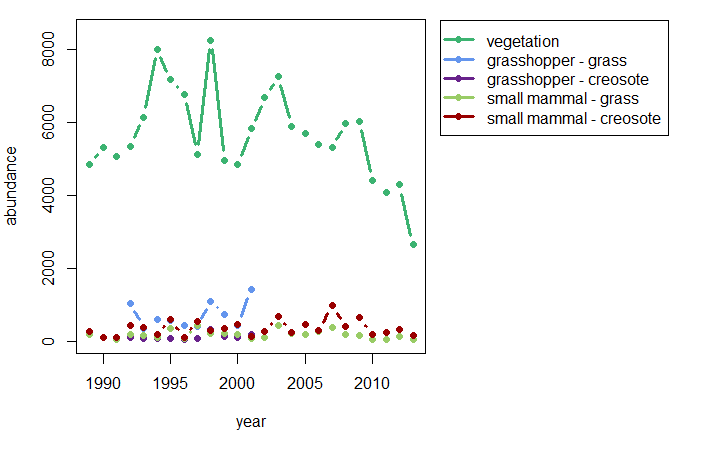 abundance
8000
6000
4000
2000
0
1990 1995 2000 2005 2010
year
vegetation
grasshopper - grass
grasshopper - creosote
small mammal - grass
small mammal - creosote